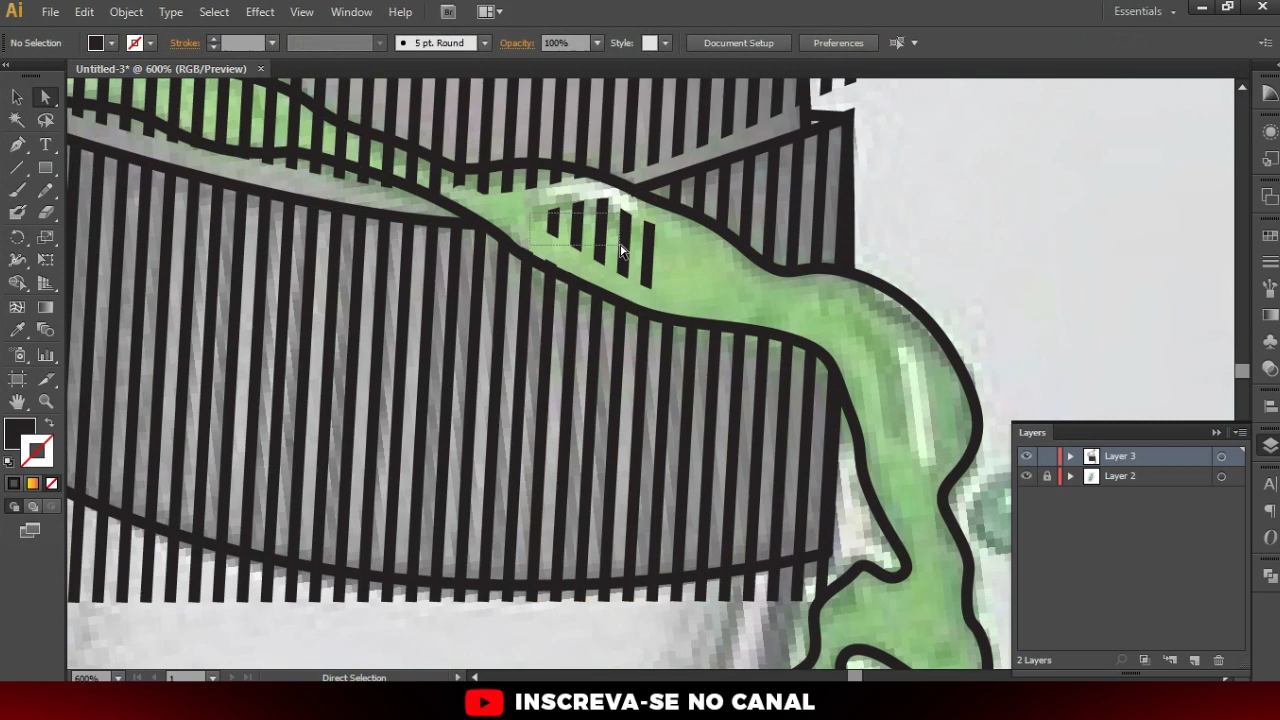 Ai File Edit Object Type Select Effect View Window Help Br Essentials
No Selection Stroke: 5 pt. Round Opacity: 100% Style: Document Setup Preferences
Untitled-3* @ 600% (RGB/Preview) ×
T
Layers
Layer 3
Layer 2
2 Layers
600% 1 Direct Selection
INSCREVA-SE NO CANAL